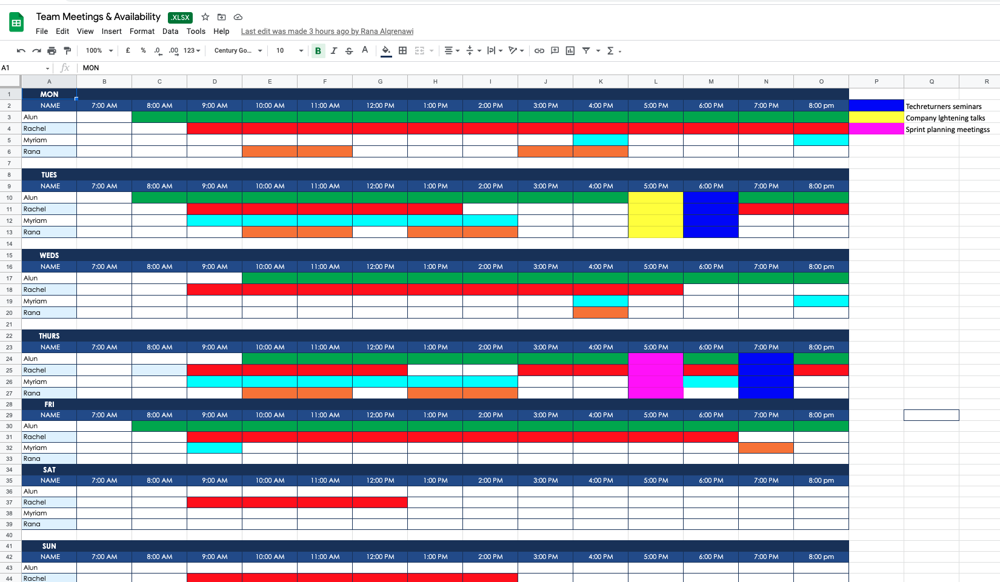 Team Meetings & Availability .XLSX
File Edit View Insert Format Data Tools Help Last edit was made 3 hours ago by Rana Alqrenawi
100% £ % .0 .00 123 Century Go... 10 B I S A Σ
A1 fx MON
A B C D E F G H I J K L M N O P Q R
1 MON
2 NAME 7:00 AM 8:00 AM 9:00 AM 10:00 AM 11:00 AM 12:00 PM 1:00 PM 2:00 PM 3:00 PM 4:00 PM 5:00 PM 6:00 PM 7:00 PM 8:00 pm Techreturners seminars
3 Alun Company lghtening talks
4 Rachel Sprint planning meetingss
5 Myriam
6 Rana
7
8 TUES
9 NAME 7:00 AM 8:00 AM 9:00 AM 10:00 AM 11:00 AM 12:00 PM 1:00 PM 2:00 PM 3:00 PM 4:00 PM 5:00 PM 6:00 PM 7:00 PM 8:00 pm
10 Alun
11 Rachel
12 Myriam
13 Rana
14
15 WEDS
16 NAME 7:00 AM 8:00 AM 9:00 AM 10:00 AM 11:00 AM 12:00 PM 1:00 PM 2:00 PM 3:00 PM 4:00 PM 5:00 PM 6:00 PM 7:00 PM 8:00 pm
17 Alun
18 Rachel
19 Myriam
20 Rana
21
22 THURS
23 NAME 7:00 AM 8:00 AM 9:00 AM 10:00 AM 11:00 AM 12:00 PM 1:00 PM 2:00 PM 3:00 PM 4:00 PM 5:00 PM 6:00 PM 7:00 PM 8:00 pm
24 Alun
25 Rachel
26 Myriam
27 Rana
28 FRI
29 NAME 7:00 AM 8:00 AM 9:00 AM 10:00 AM 11:00 AM 12:00 PM 1:00 PM 2:00 PM 3:00 PM 4:00 PM 5:00 PM 6:00 PM 7:00 PM 8:00 pm
30 Alun
31 Rachel
32 Myriam
33 Rana
34 SAT
35 NAME 7:00 AM 8:00 AM 9:00 AM 10:00 AM 11:00 AM 12:00 PM 1:00 PM 2:00 PM 3:00 PM 4:00 PM 5:00 PM 6:00 PM 7:00 PM 8:00 pm
36 Alun
37 Rachel
38 Myriam
39 Rana
40
41 SUN
42 NAME 7:00 AM 8:00 AM 9:00 AM 10:00 AM 11:00 AM 12:00 PM 1:00 PM 2:00 PM 3:00 PM 4:00 PM 5:00 PM 6:00 PM 7:00 PM 8:00 pm
43 Alun
44 Rachel